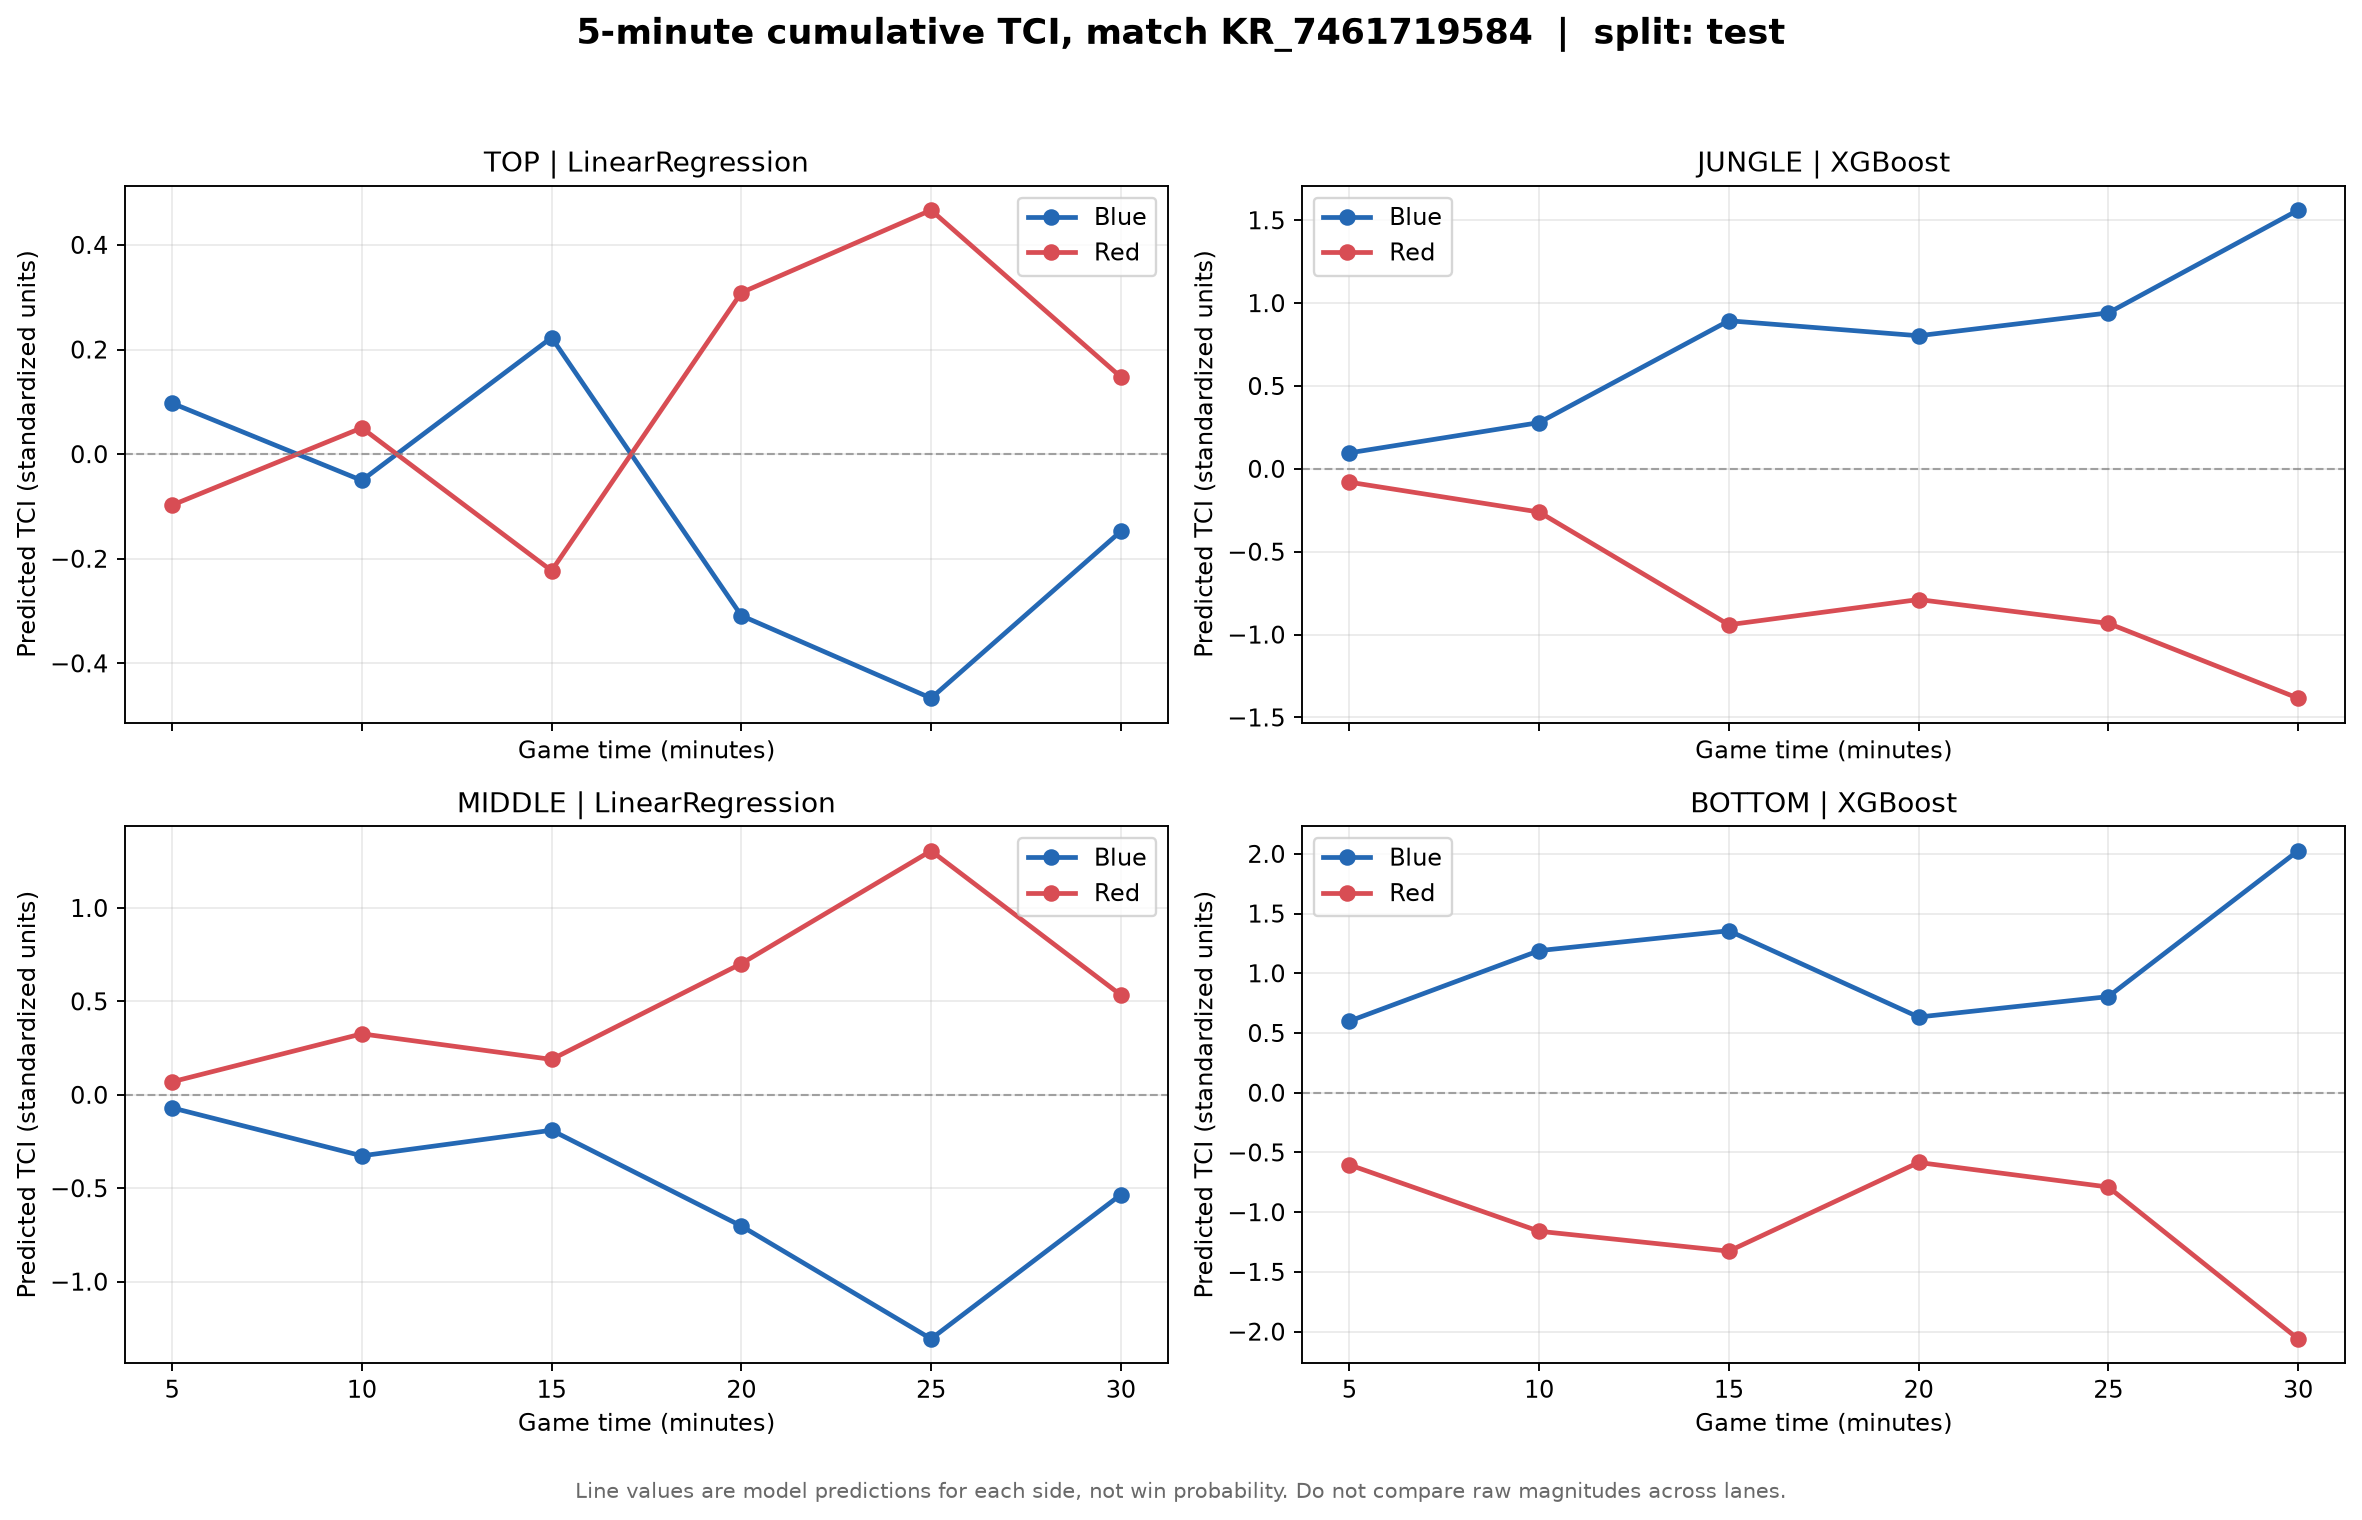 5-minute cumulative TCI, match KR_7461719584  |  split: test
TOP | LinearRegression
Predicted TCI (standardized units)
0.4
0.2
0.0
−0.2
−0.4
Blue
Red
Game time (minutes)
JUNGLE | XGBoost
Predicted TCI (standardized units)
1.5
1.0
0.5
0.0
−0.5
−1.0
−1.5
Blue
Red
Game time (minutes)
MIDDLE | LinearRegression
Predicted TCI (standardized units)
1.0
0.5
0.0
−0.5
−1.0
Blue
Red
5 10 15 20 25 30
Game time (minutes)
BOTTOM | XGBoost
Predicted TCI (standardized units)
2.0
1.5
1.0
0.5
0.0
−0.5
−1.0
−1.5
−2.0
Blue
Red
5 10 15 20 25 30
Game time (minutes)
Line values are model predictions for each side, not win probability. Do not compare raw magnitudes across lanes.